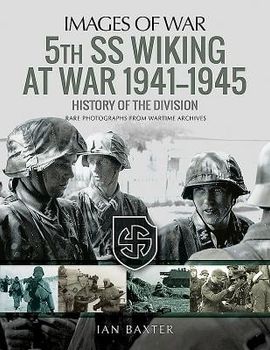 IMAGES OF WAR
5TH SS WIKING
AT WAR 1941–1945
HISTORY OF THE DIVISION
RARE PHOTOGRAPHS FROM WARTIME ARCHIVES
IAN BAXTER